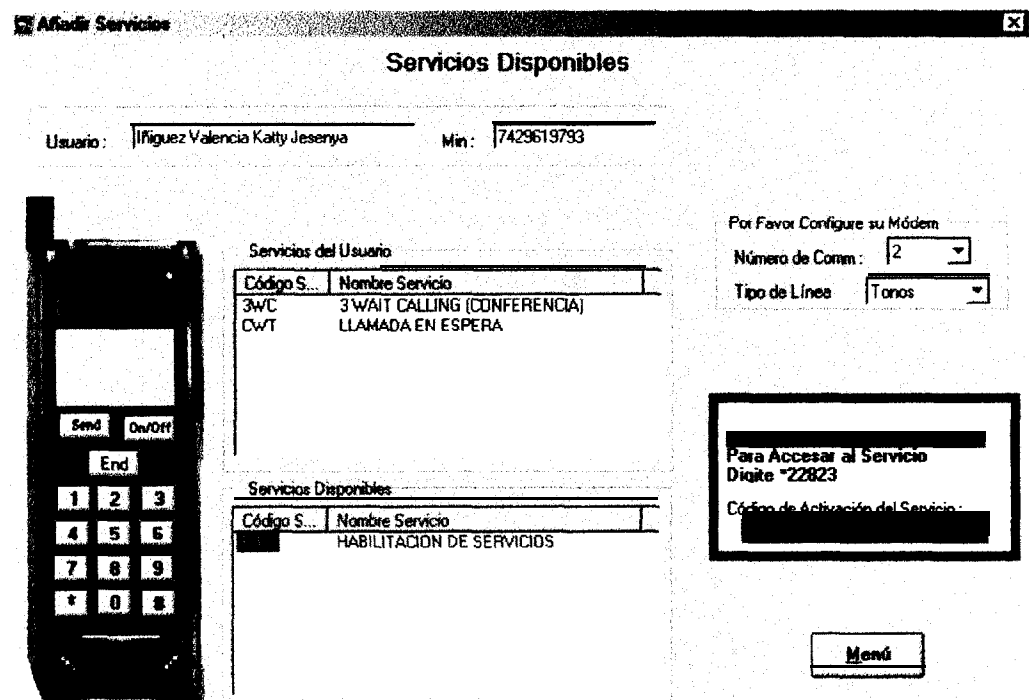 Añadir Servicios
Servicios Disponibles
Usuario : Iñiguez Valencia Katty Jesenya Min : 7429619793
Por Favor Configure su Módem
Número de Comm : 2
Tipo de Línea Tonos
Servicios del Usuario
Código S... Nombre Servicio
3WC 3 WAIT CALLING (CONFERENCIA)
CWT LLAMADA EN ESPERA
Send On/Off
End
1 2 3
4 5 6
7 8 9
* 0 #
Para Accesar al Servicio
Digite *22823
Código de Activación del Servicio :
Servicios Disponibles
Código S... Nombre Servicio
HABILITACION DE SERVICIOS
Menú